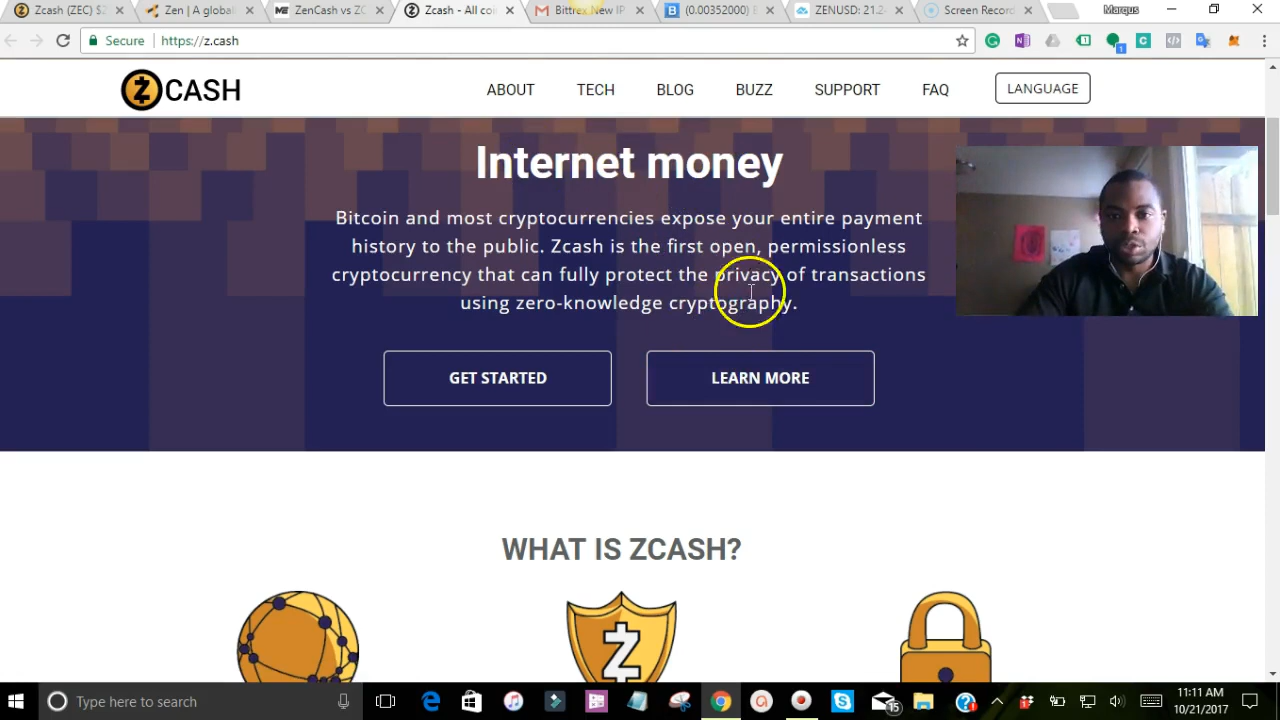 Zcash (ZEC) $2
Zen | A global
ZenCash vs ZC
Zcash - All coi
Bittrex New IP
(0.00352000) E
ZENUSD: 21.2
Screen Record
Marqus
Secure
https://z.cash
1
ZCASH
ABOUT
TECH
BLOG
BUZZ
SUPPORT
FAQ
LANGUAGE
Internet money
Bitcoin and most cryptocurrencies expose your entire payment
history to the public. Zcash is the first open, permissionless
cryptocurrency that can fully protect the privacy of transactions
using zero-knowledge cryptography.
GET STARTED
LEARN MORE
WHAT IS ZCASH?
Type here to search
15
11:11 AM
10/21/2017